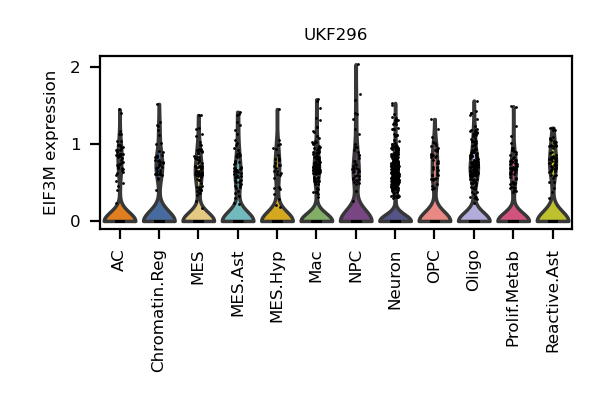 UKF296
EIF3M expression
2
1
0
AC
Chromatin.Reg
MES
MES.Ast
MES.Hyp
Mac
NPC
Neuron
OPC
Oligo
Prolif.Metab
Reactive.Ast